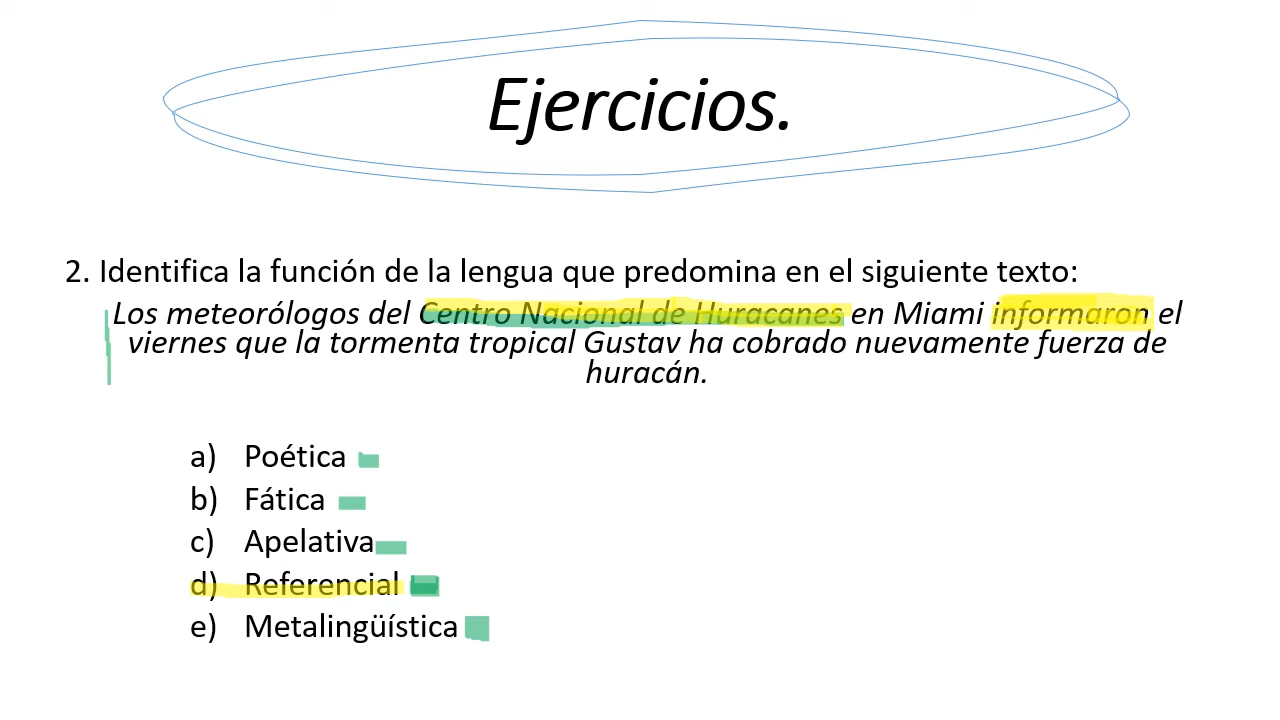 Ejercicios.
2. Identifica la función de la lengua que predomina en el siguiente texto:
Los meteorólogos del Centro Nacional de Huracanes en Miami informaron el
viernes que la tormenta tropical Gustav ha cobrado nuevamente fuerza de
huracán.
a) Poética
b) Fática
c) Apelativa
d) Referencial
e) Metalingüística